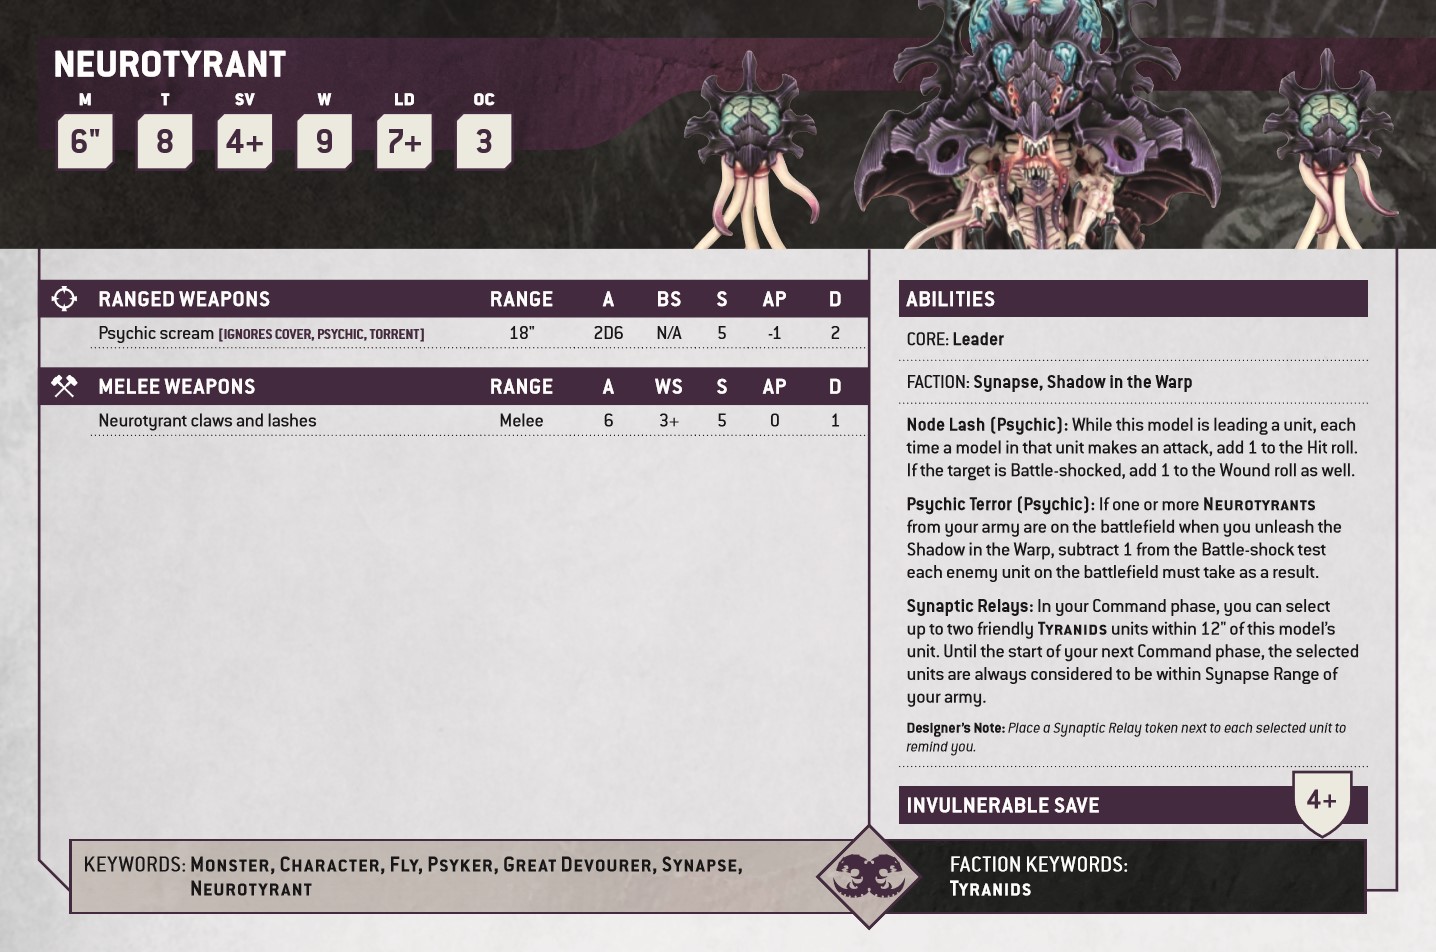 NEUROTYRANT
M T SV W LD OC
6" 8 4+ 9 7+ 3
RANGED WEAPONS RANGE A BS S AP D
Psychic scream [IGNORES COVER, PSYCHIC, TORRENT] 18" 2D6 N/A 5 -1 2
MELEE WEAPONS RANGE A WS S AP D
Neurotyrant claws and lashes Melee 6 3+ 5 0 1
ABILITIES
CORE: Leader
FACTION: Synapse, Shadow in the Warp
Node Lash (Psychic): While this model is leading a unit, each
time a model in that unit makes an attack, add 1 to the Hit roll.
If the target is Battle-shocked, add 1 to the Wound roll as well.
Psychic Terror (Psychic): If one or more NEUROTYRANTS
from your army are on the battlefield when you unleash the
Shadow in the Warp, subtract 1 from the Battle-shock test
each enemy unit on the battlefield must take as a result.
Synaptic Relays: In your Command phase, you can select
up to two friendly TYRANIDS units within 12" of this model's
unit. Until the start of your next Command phase, the selected
units are always considered to be within Synapse Range of
your army.
Designer's Note: Place a Synaptic Relay token next to each selected unit to
remind you.
INVULNERABLE SAVE 4+
KEYWORDS: MONSTER, CHARACTER, FLY, PSYKER, GREAT DEVOURER, SYNAPSE,
NEUROTYRANT
FACTION KEYWORDS:
TYRANIDS